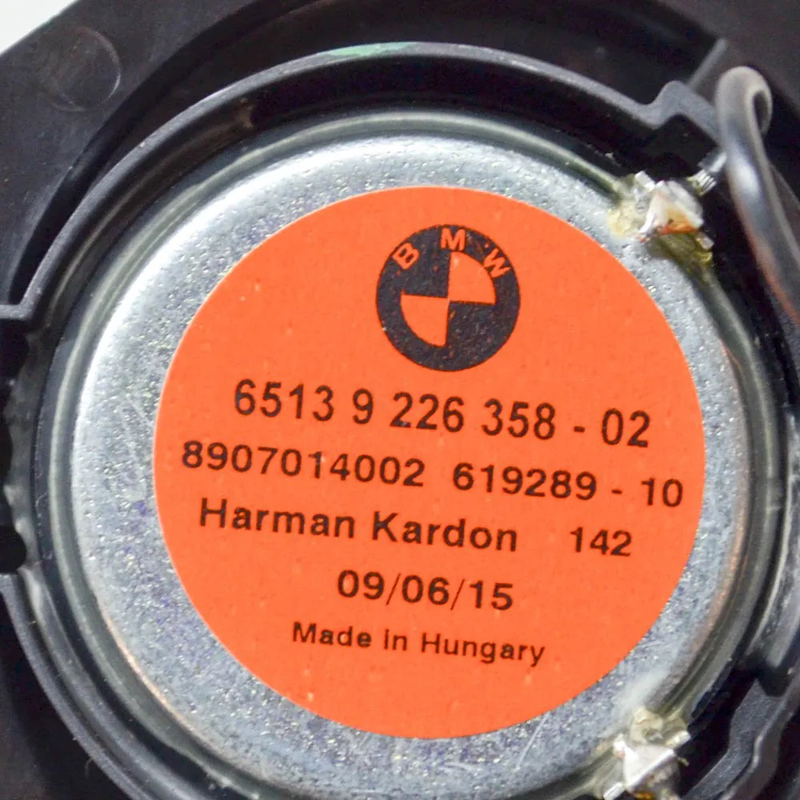 BMW
6513 9 226 358 - 02
8907014002 619289 - 10
Harman Kardon 142
09/06/15
Made in Hungary